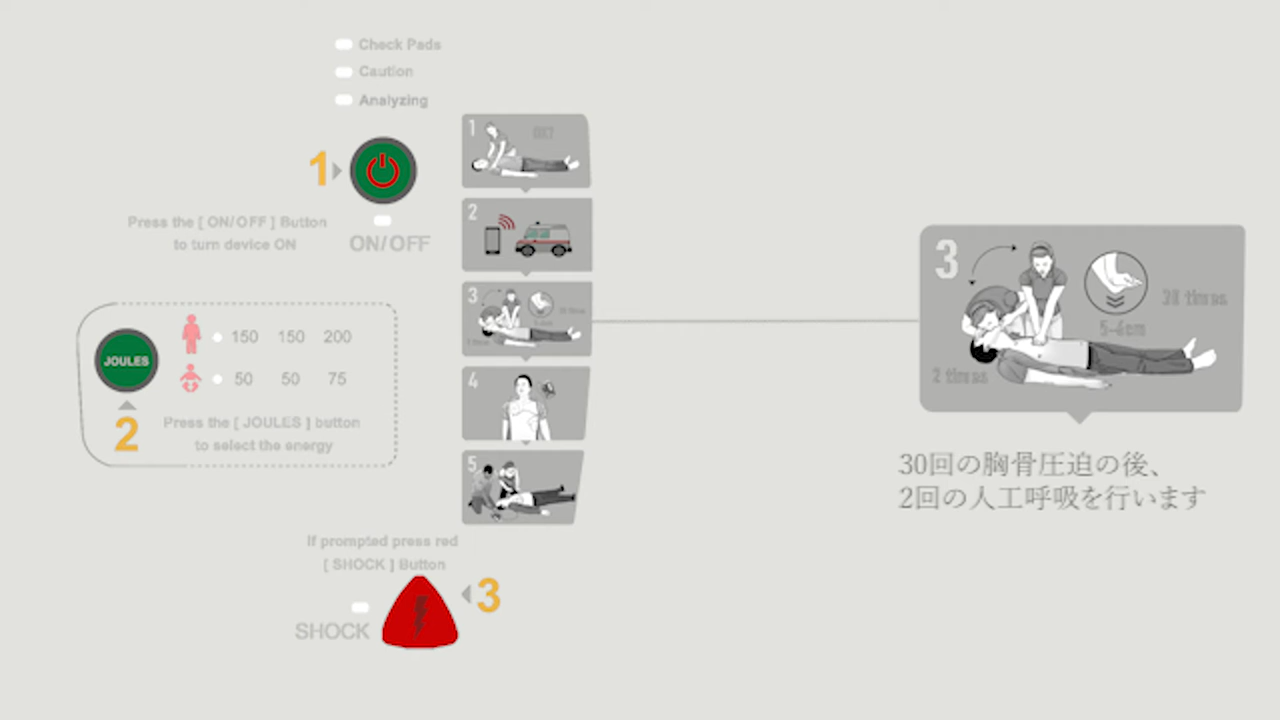 Check Pads
Caution
Analyzing
1
Press the [ ON/OFF ] Button
to turn device ON
ON/OFF
JOULES
150 150 200
50 50 75
2
Press the [ JOULES ] button
to select the energy
1
2
3
4
5
If prompted press red
[ SHOCK ] Button
SHOCK
3
3
30 times
5-6cm
2 times
30回の胸骨圧迫の後、
2回の人工呼吸を行います